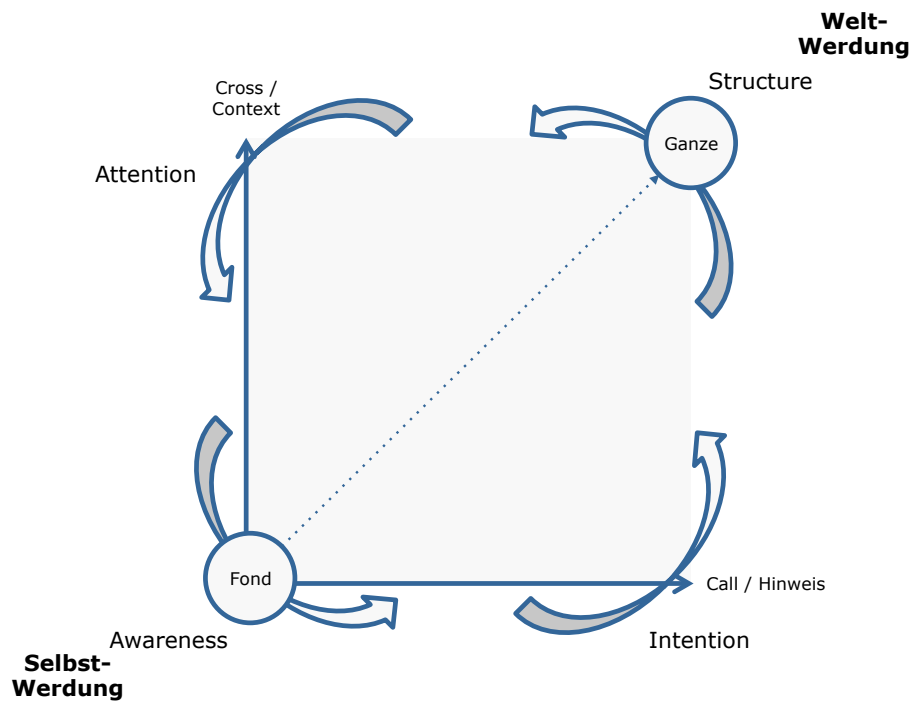 Welt-
Werdung
Structure
Cross /
Context
Ganze
Attention
Fond
Call / Hinweis
Awareness
Intention
Selbst-
Werdung